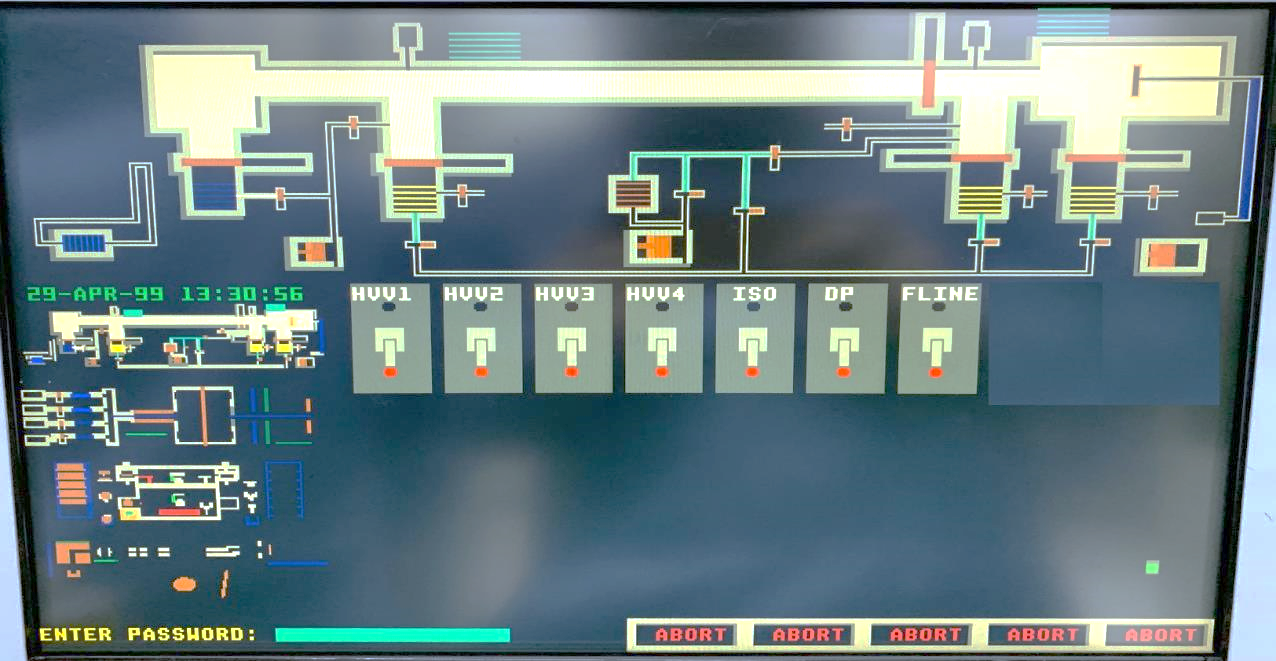 29-APR-99 13:30:56
HVV1 HVV2 HVV3 HVV4 ISO DP FLINE
ENTER PASSWORD:
ABORT ABORT ABORT ABORT ABORT